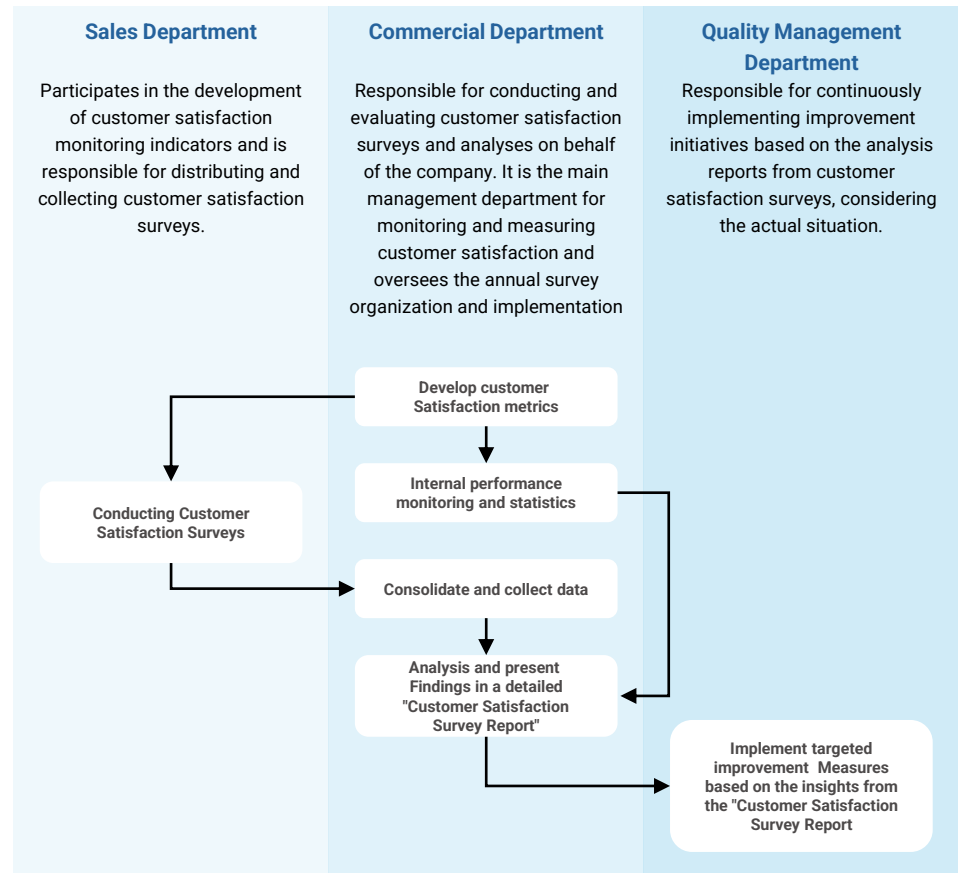 Sales Department
Participates in the development
of customer satisfaction
monitoring indicators and is
responsible for distributing and
collecting customer satisfaction
surveys.
Commercial Department
Responsible for conducting and
evaluating customer satisfaction
surveys and analyses on behalf
of the company. It is the main
management department for
monitoring and measuring
customer satisfaction and
oversees the annual survey
organization and implementation
Quality Management
Department
Responsible for continuously
implementing improvement
initiatives based on the analysis
reports from customer
satisfaction surveys, considering
the actual situation.
Develop customer
Satisfaction metrics
Internal performance
monitoring and statistics
Conducting Customer
Satisfaction Surveys
Consolidate and collect data
Analysis and present
Findings in a detailed
"Customer Satisfaction
Survey Report"
Implement targeted
improvement  Measures
based on the insights from
the "Customer Satisfaction
Survey Report